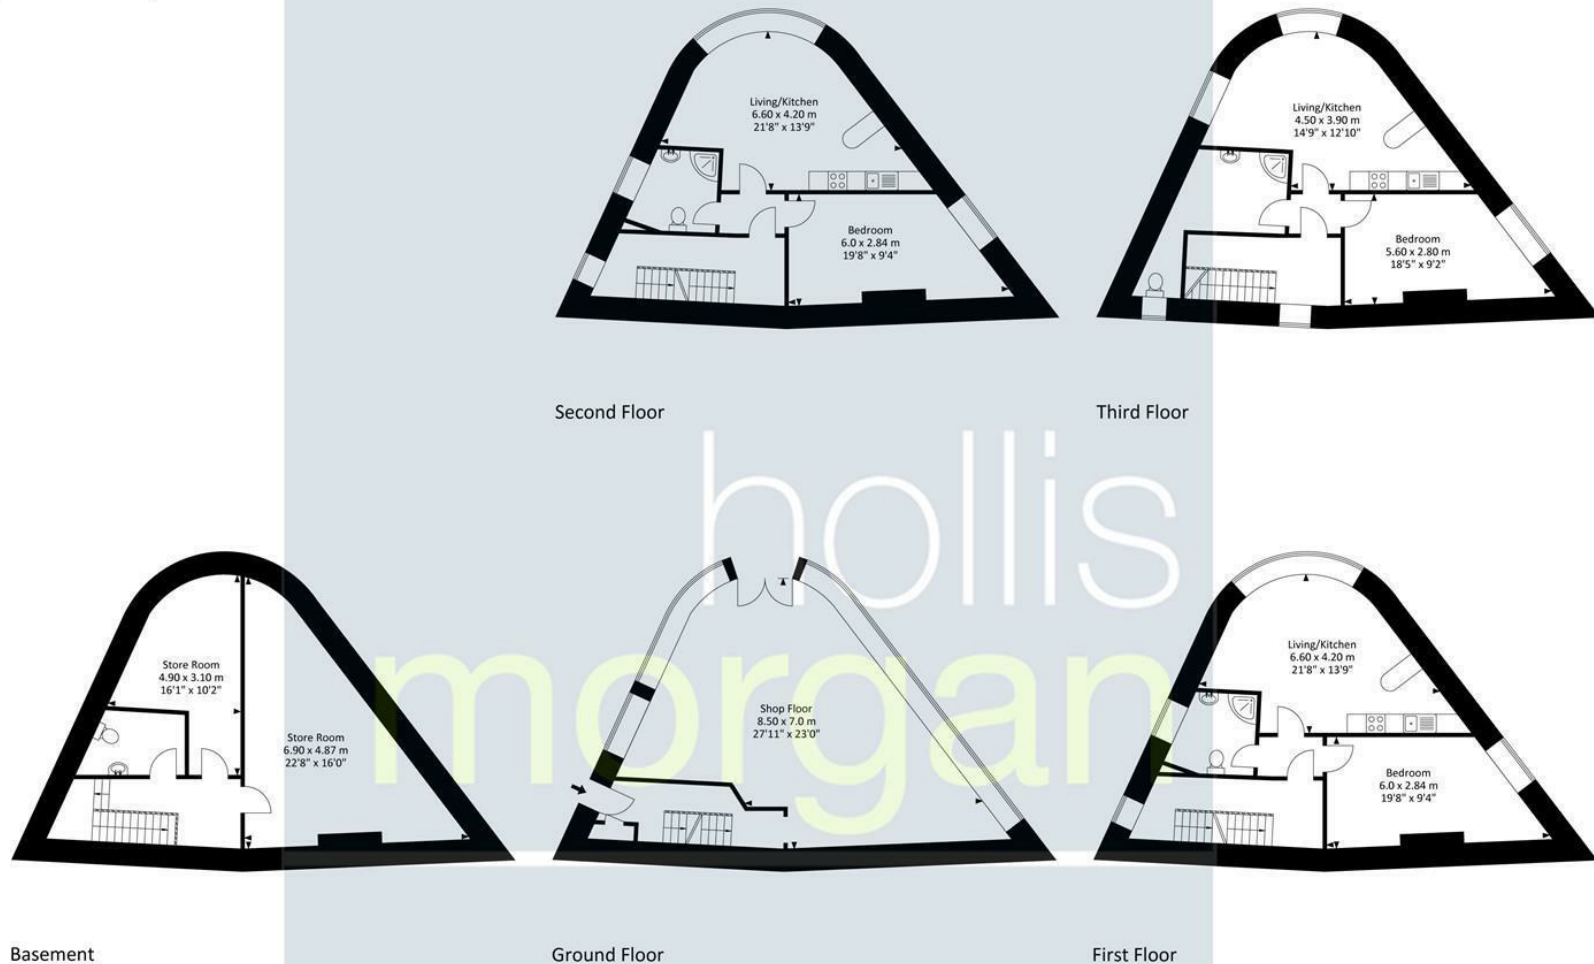 Living/Kitchen
6.60 x 4.20 m
21'8" x 13'9"
Bedroom
6.0 x 2.84 m
19'8" x 9'4"
Second Floor
Living/Kitchen
4.50 x 3.90 m
14'9" x 12'10"
Bedroom
5.60 x 2.80 m
18'5" x 9'2"
Third Floor
hollis
morgan
Store Room
4.90 x 3.10 m
16'1" x 10'2"
Store Room
6.90 x 4.87 m
22'8" x 16'0"
Basement
Shop Floor
8.50 x 7.0 m
27'11" x 23'0"
Ground Floor
Living/Kitchen
6.60 x 4.20 m
21'8" x 13'9"
Bedroom
6.0 x 2.84 m
19'8" x 9'4"
First Floor